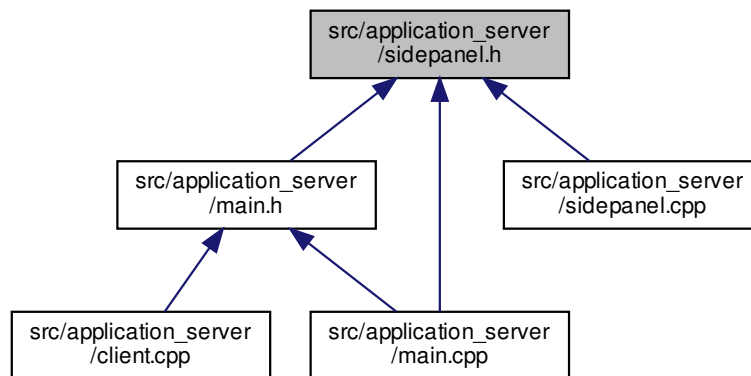 src/application_server
/sidepanel.h
src/application_server
/main.h
src/application_server
/sidepanel.cpp
src/application_server
/client.cpp
src/application_server
/main.cpp